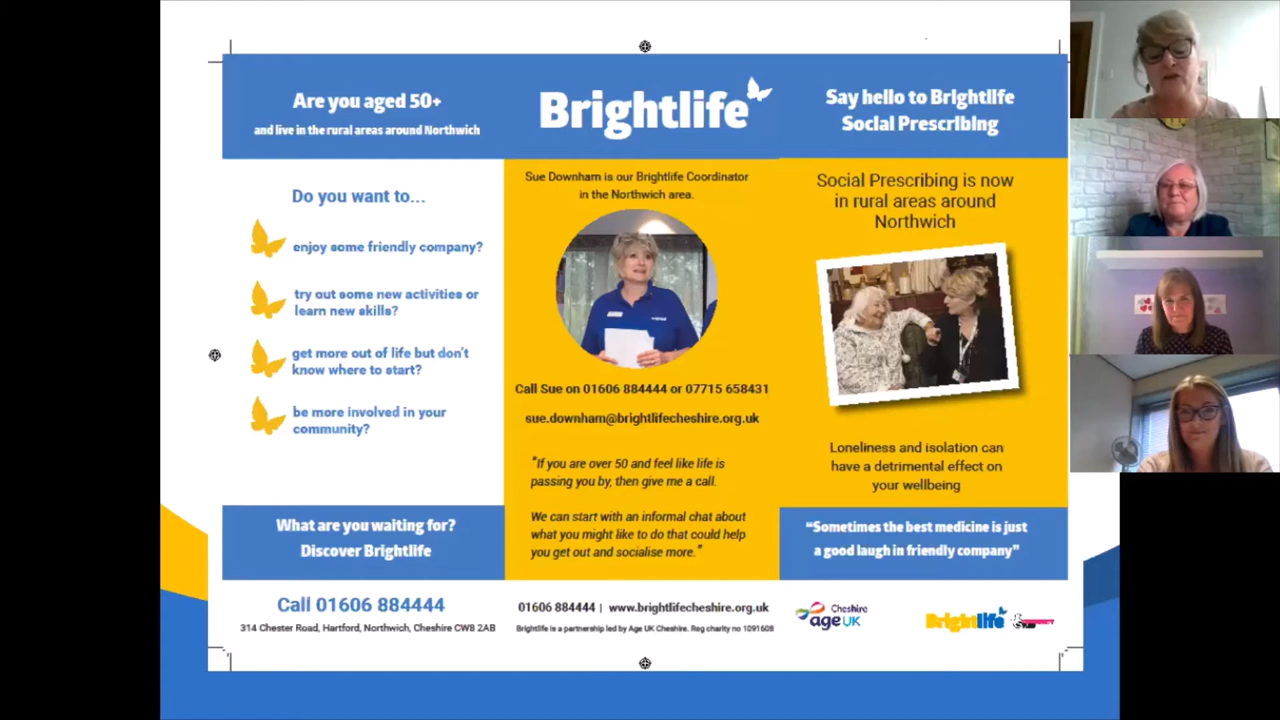 Are you aged 50+
and live in the rural areas around Northwich
Do you want to...
enjoy some friendly company?
try out some new activities or
learn new skills?
get more out of life but don't
know where to start?
be more involved in your
community?
What are you waiting for?
Discover Brightlife
Call 01606 884444
314 Chester Road, Hartford, Northwich, Cheshire CW8 2AB
Brightlife
Sue Downham is our Brightlife Coordinator
in the Northwich area.
Call Sue on 01606 884444 or 07715 658431
sue.downham@brightlifecheshire.org.uk
"If you are over 50 and feel like life is
passing you by, then give me a call.
We can start with an informal chat about
what you might like to do that could help
you get out and socialise more."
01606 884444 | www.brightlifecheshire.org.uk
Brightlife is a partnership led by Age UK Cheshire. Reg charity no 1091608
Say hello to Brightlife
Social Prescribing
Social Prescribing is now
in rural areas around
Northwich
Loneliness and isolation can
have a detrimental effect on
your wellbeing
"Sometimes the best medicine is just
a good laugh in friendly company"
Cheshire
age UK
Brightlife